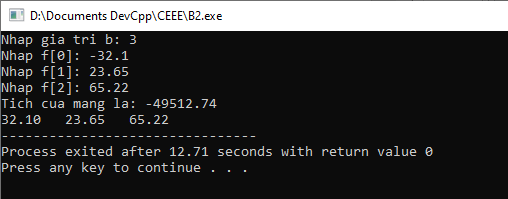 D:\Documents DevCpp\CEEE\B2.exe
Nhap gia tri b: 3
Nhap f[0]: -32.1
Nhap f[1]: 23.65
Nhap f[2]: 65.22
Tich cua mang la: -49512.74
32.10   23.65   65.22
--------------------------------
Process exited after 12.71 seconds with return value 0
Press any key to continue . . .